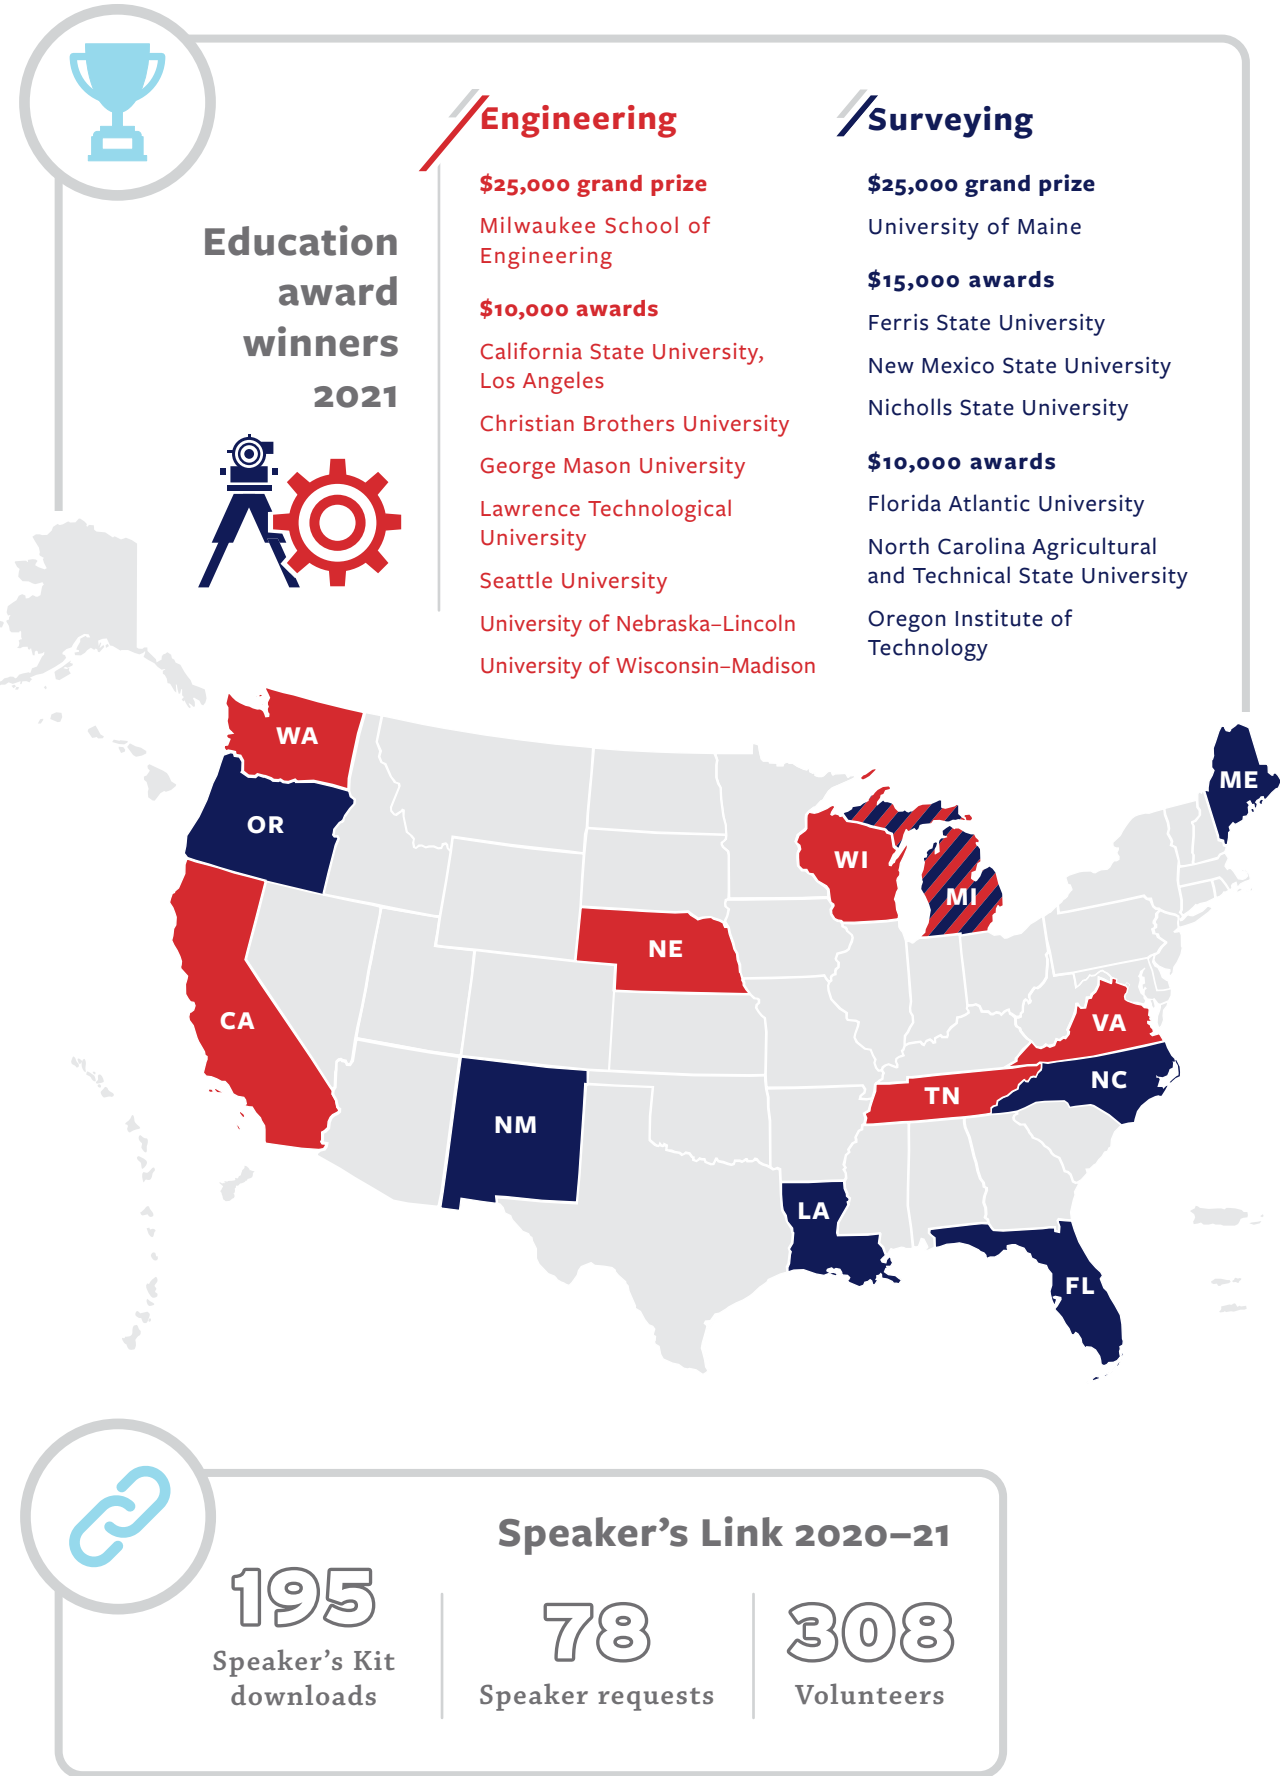 Education
award
winners
2021
Engineering
$25,000 grand prize
Milwaukee School of
Engineering
$10,000 awards
California State University,
Los Angeles
Christian Brothers University
George Mason University
Lawrence Technological
University
Seattle University
University of Nebraska–Lincoln
University of Wisconsin–Madison
Surveying
$25,000 grand prize
University of Maine
$15,000 awards
Ferris State University
New Mexico State University
Nicholls State University
$10,000 awards
Florida Atlantic University
North Carolina Agricultural
and Technical State University
Oregon Institute of
Technology
WA
ME
OR
WI
MI
NE
CA
VA
NC
TN
NM
LA
FL
Speaker’s Link 2020–21
195
Speaker’s Kit
downloads
78
Speaker requests
308
Volunteers